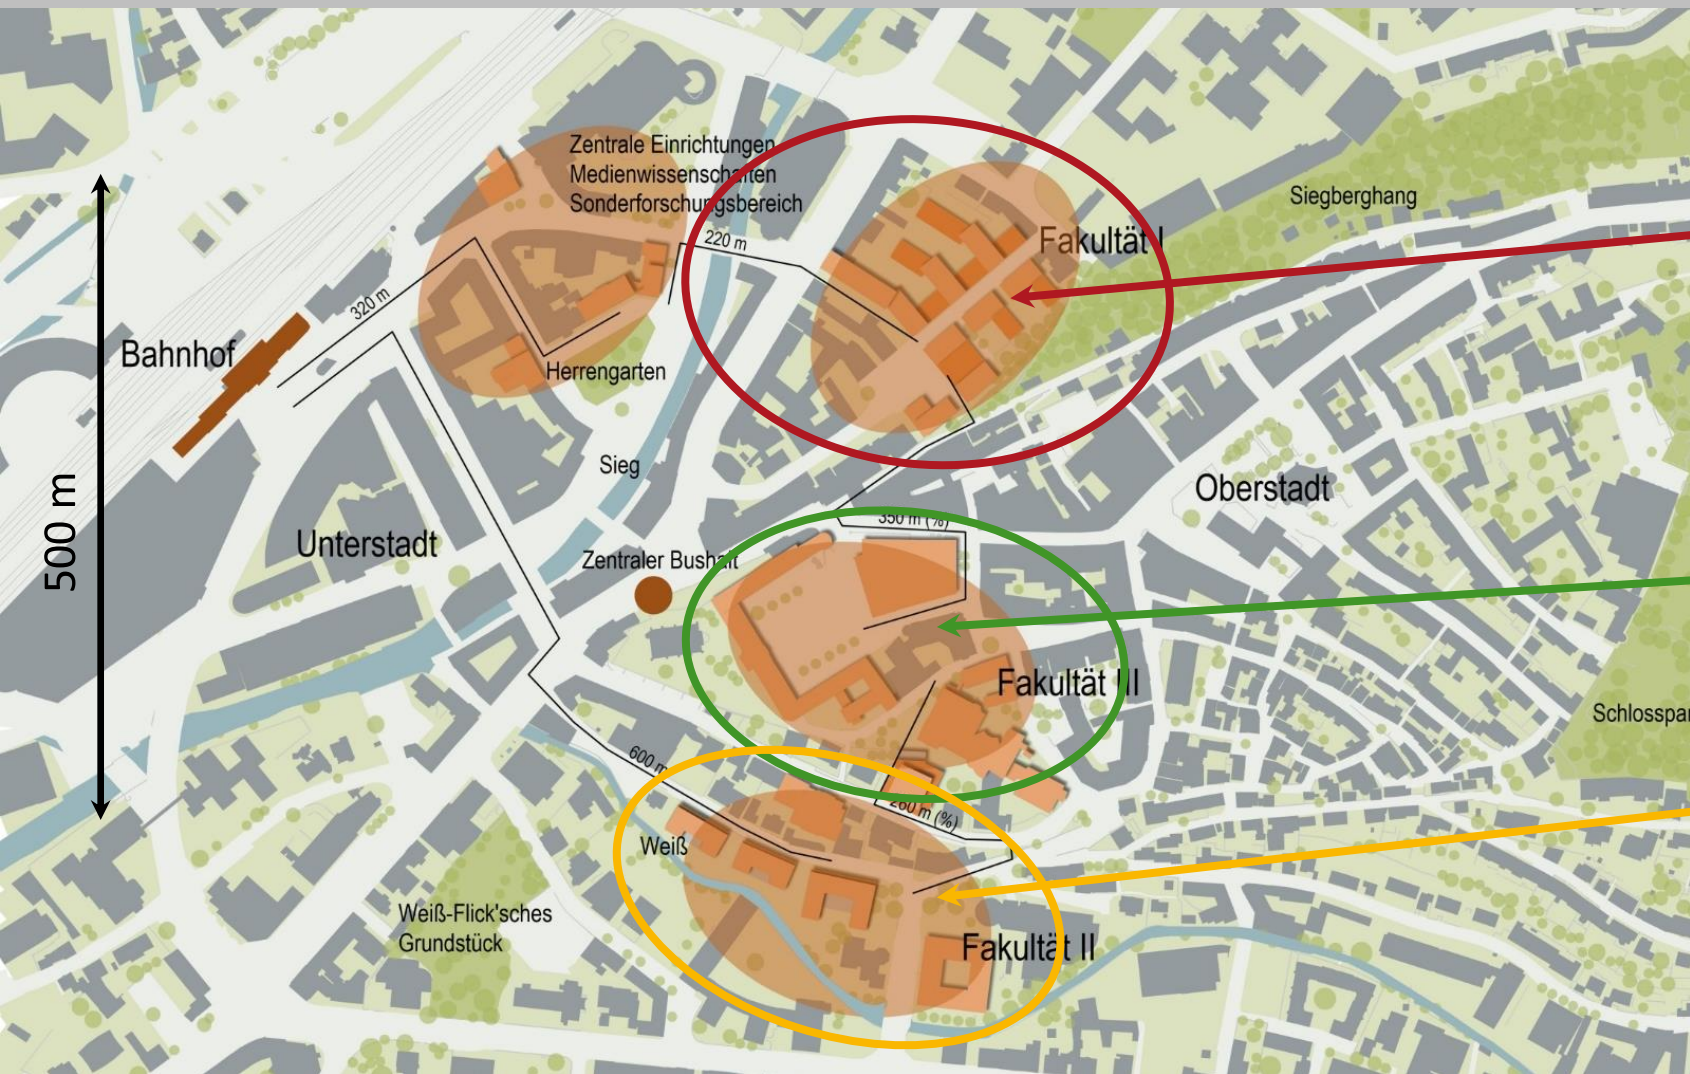 Zentrale Einrichtungen
Medienwissenschaften
Sonderforschungsbereich
220 m
Siegberghang
Fakultät I
320 m
Bahnhof
Herrengarten
Sieg
Oberstadt
500 m
Unterstadt
350 m (%)
Zentraler Bushalt
Fakultät III
Schlosspar
600 m
260 m (%)
Weiß
Weiß-Flick'sches
Grundstück
Fakultät II